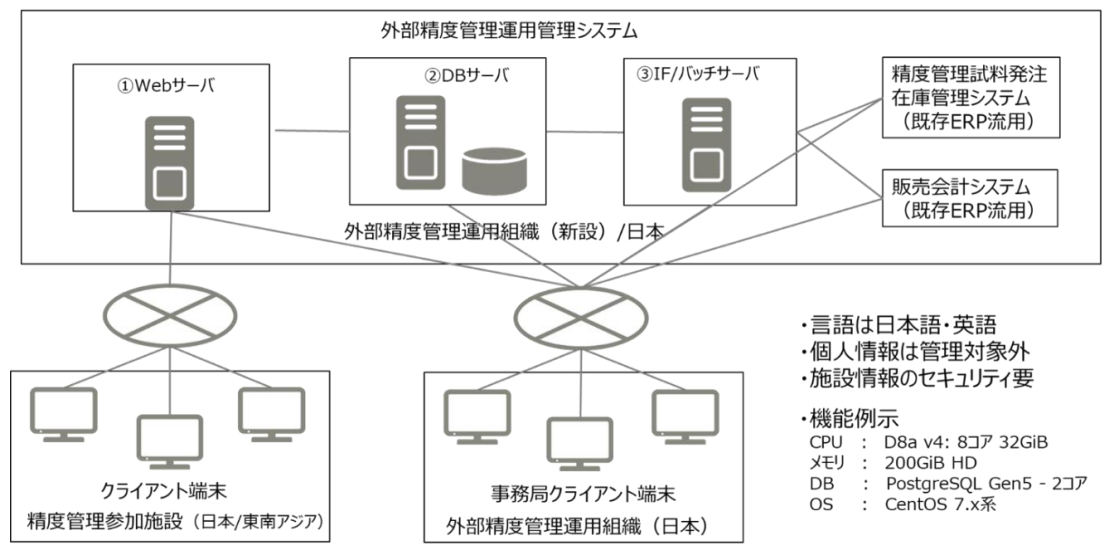 外部精度管理運用管理システム
①Webサーバ
②DBサーバ
③IF/バッチサーバ
精度管理試料発注
在庫管理システム
（既存ERP流用）
販売会計システム
（既存ERP流用）
外部精度管理運用組織（新設）/日本
クライアント端末
精度管理参加施設（日本/東南アジア）
事務局クライアント端末
外部精度管理運用組織（日本）
・言語は日本語・英語
・個人情報は管理対象外
・施設情報のセキュリティ要
・機能例示
CPU : D8a v4: 8コア 32GiB
メモリ : 200GiB HD
DB : PostgreSQL Gen5 - 2コア
OS : CentOS 7.x系